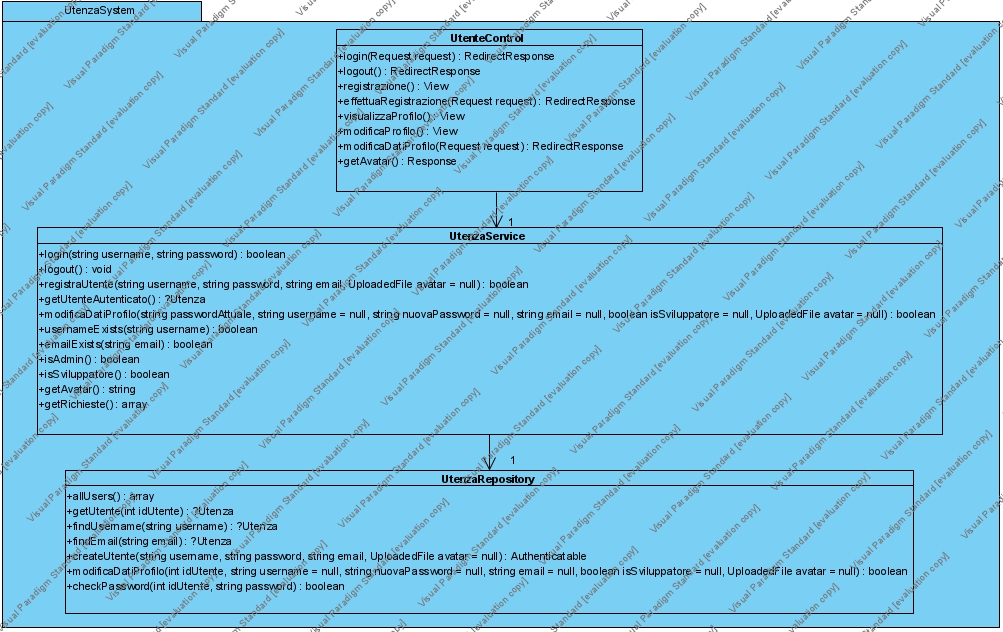 UtenzaSystem
UtenteControl
+login(Request request) : RedirectResponse
+logout() : RedirectResponse
+registrazione() : View
+effettuaRegistrazione(Request request) : RedirectResponse
+visualizzaProfilo() : View
+modificaProfilo() : View
+modificaDatiProfilo(Request request) : RedirectResponse
+getAvatar() : Response
1
UtenzaService
+login(string username, string password) : boolean
+logout() : void
+registraUtente(string username, string password, string email, UploadedFile avatar = null) : boolean
+getUtenteAutenticato() : ?Utenza
+modificaDatiProfilo(string passwordAttuale, string username = null, string nuovaPassword = null, string email = null, boolean isSviluppatore = null, UploadedFile avatar = null) : boolean
+usernameExists(string username) : boolean
+emailExists(string email) : boolean
+isAdmin() : boolean
+isSviluppatore() : boolean
+getAvatar() : string
+getRichieste() : array
1
UtenzaRepository
+allUsers() : array
+getUtente(int idUtente) : ?Utenza
+findUsername(string username) : ?Utenza
+findEmail(string email) : ?Utenza
+createUtente(string username, string password, string email, UploadedFile avatar = null) : Authenticatable
+modificaDatiProfilo(int idUtente, string username = null, string nuovaPassword = null, string email = null, boolean isSviluppatore = null, UploadedFile avatar = null) : boolean
+checkPassword(int idUtente, string password) : boolean
Visual Paradigm Standard [evaluation copy]